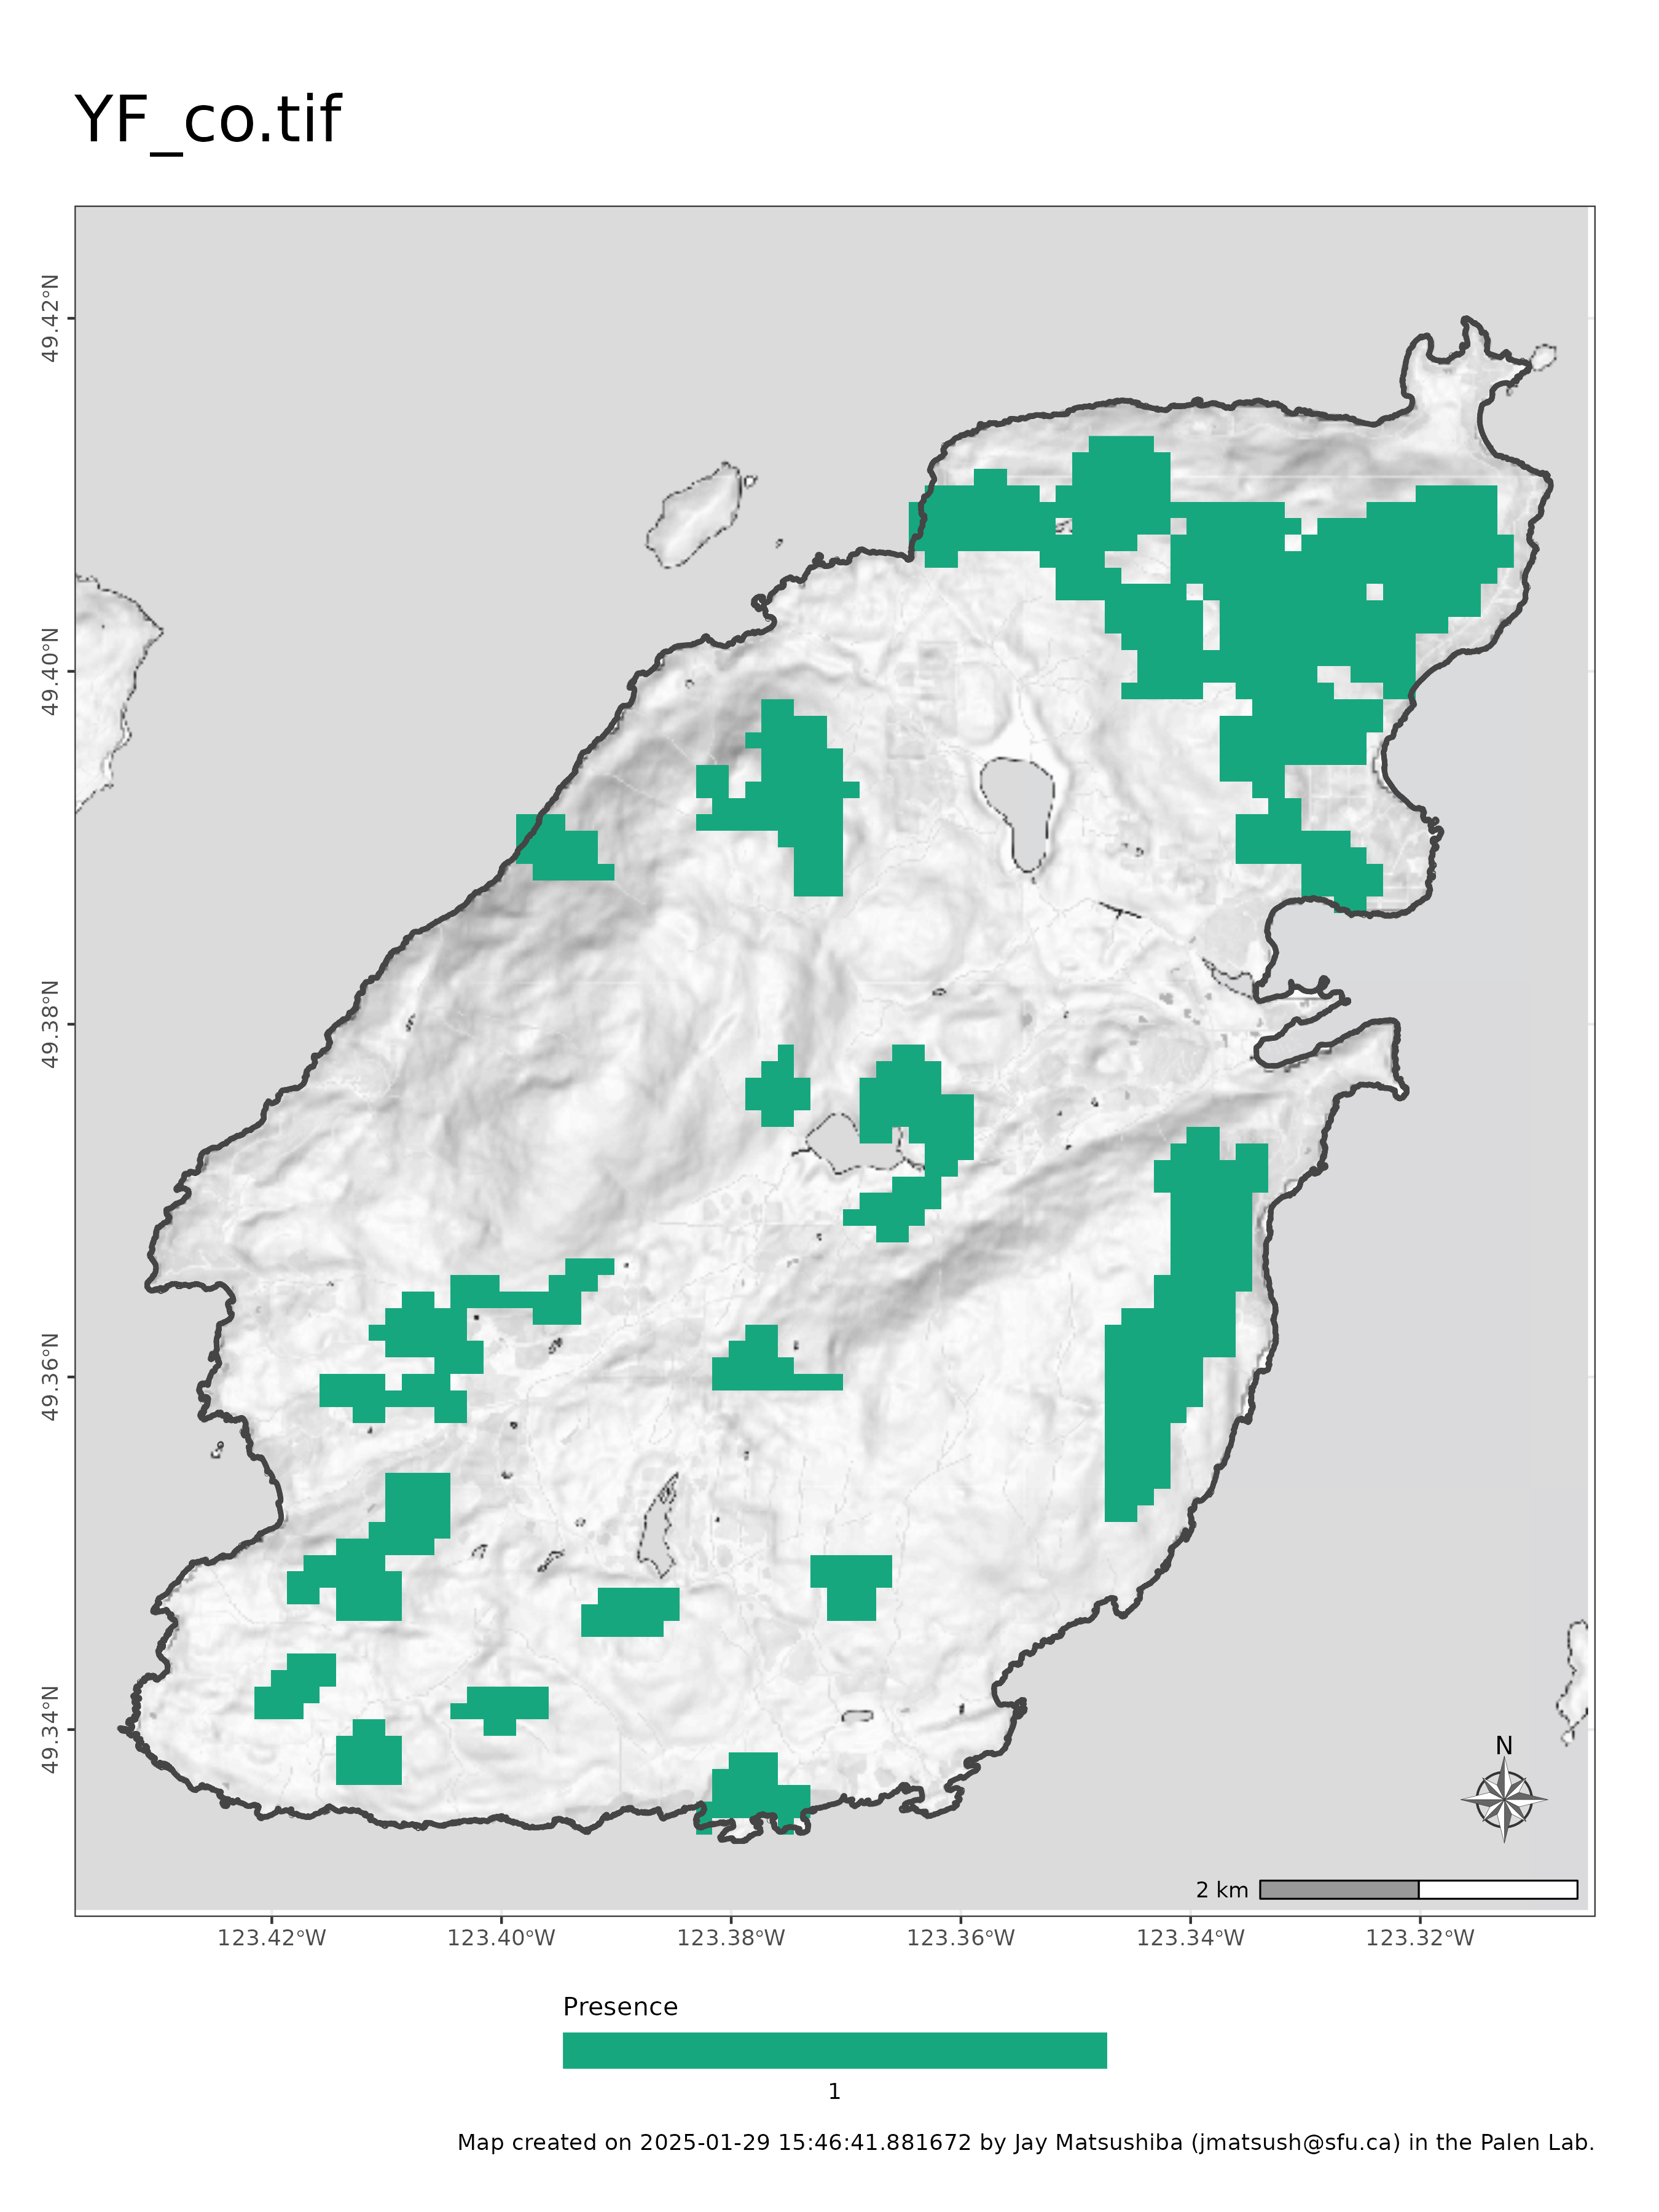 YF_co.tif
49.42°N
49.40°N
49.38°N
49.36°N
49.34°N
N
2 km
123.42°W 123.40°W 123.38°W 123.36°W 123.34°W 123.32°W
Presence
1
Map created on 2025-01-29 15:46:41.881672 by Jay Matsushiba (jmatsush@sfu.ca) in the Palen Lab.